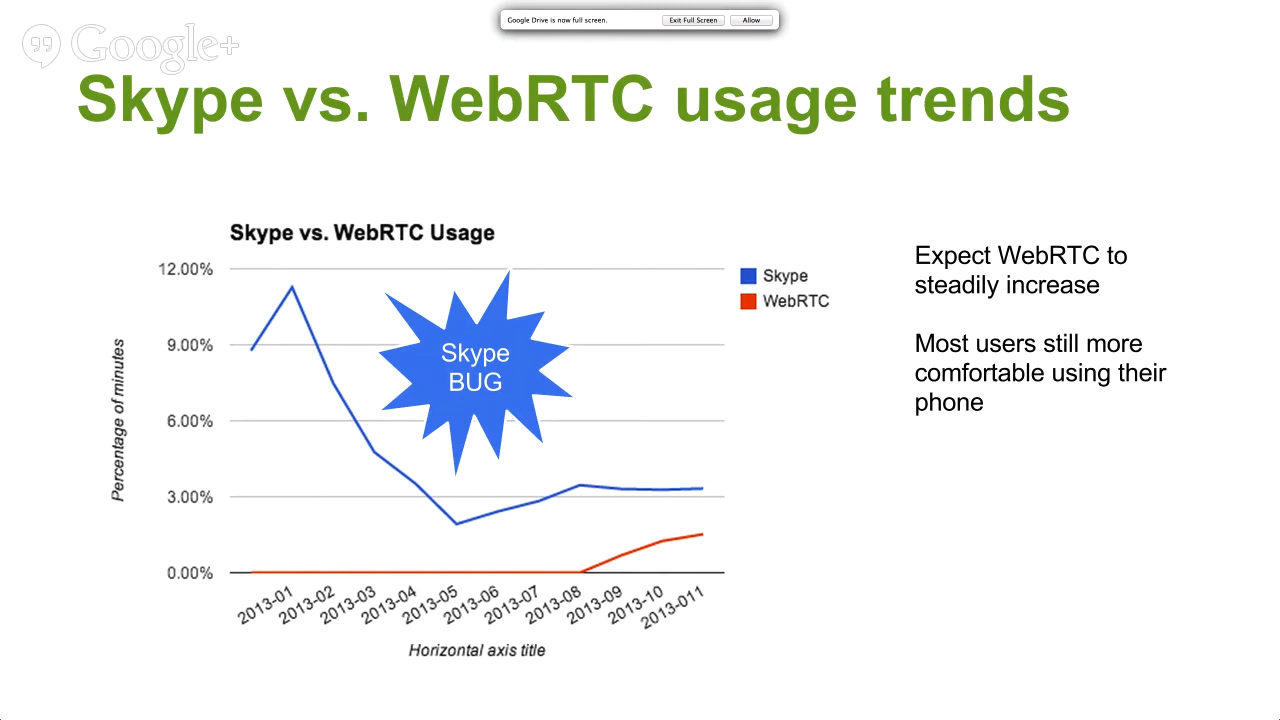 Google Drive is now full screen. Exit Full Screen Allow
Google+
Skype vs. WebRTC usage trends
Skype vs. WebRTC Usage
12.00%
9.00%
6.00%
3.00%
0.00%
Percentage of minutes
Skype
BUG
2013-01
2013-02
2013-03
2013-04
2013-05
2013-06
2013-07
2013-08
2013-09
2013-10
2013-011
Horizontal axis title
Skype
WebRTC
Expect WebRTC to
steadily increase
Most users still more
comfortable using their
phone